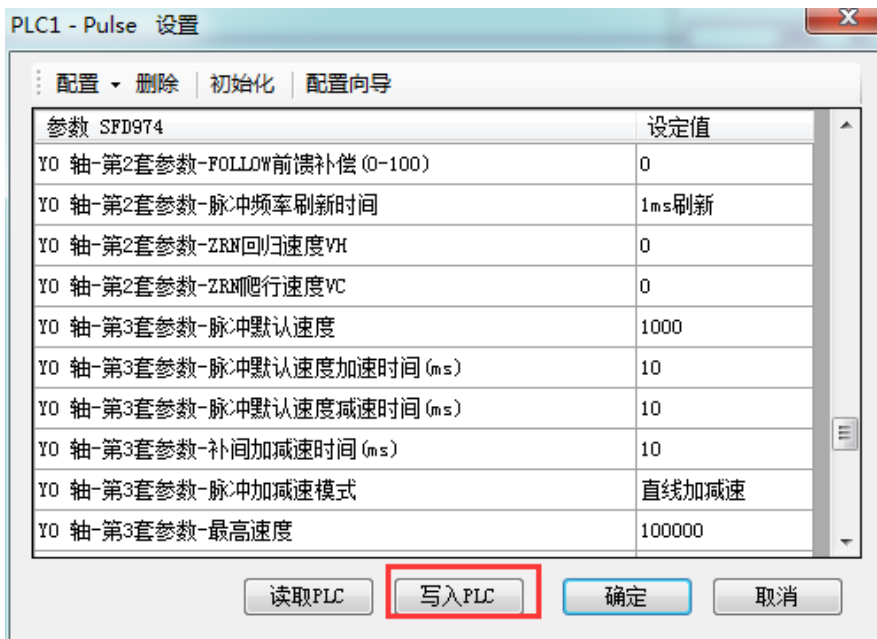 PLC1 - Pulse 设置
配置 删除 初始化 配置向导
参数 SFD974 设定值
Y0 轴-第2套参数-FOLLOW前馈补偿(0-100) 0
Y0 轴-第2套参数-脉冲频率刷新时间 1ms刷新
Y0 轴-第2套参数-ZRN回归速度VH 0
Y0 轴-第2套参数-ZRN爬行速度VC 0
Y0 轴-第3套参数-脉冲默认速度 1000
Y0 轴-第3套参数-脉冲默认速度加速时间(ms) 10
Y0 轴-第3套参数-脉冲默认速度减速时间(ms) 10
Y0 轴-第3套参数-补间加减速时间(ms) 10
Y0 轴-第3套参数-脉冲加减速模式 直线加减速
Y0 轴-第3套参数-最高速度 100000
读取PLC 写入PLC 确定 取消